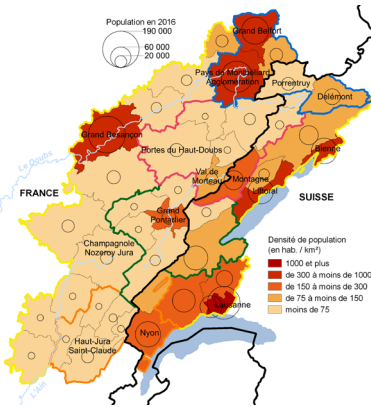 Population en 2016
190 000
60 000
20 000
Grand Belfort
Pays de Montbéliard
Agglomération
Porrentruy
Delémont
Grand Besançon
Le Doubs
Portes du Haut-Doubs
Bienne
Val de
Morteau
Montagne
Littoral
FRANCE
SUISSE
Grand
Pontarlier
Champagnole
Nozeroy Jura
Densité de population
(en hab. / km²)
1000 et plus
de 300 à moins de 1000
de 150 à moins de 300
de 75 à moins de 150
moins de 75
Lausanne
Nyon
Haut-Jura
Saint-Claude
L'Ain